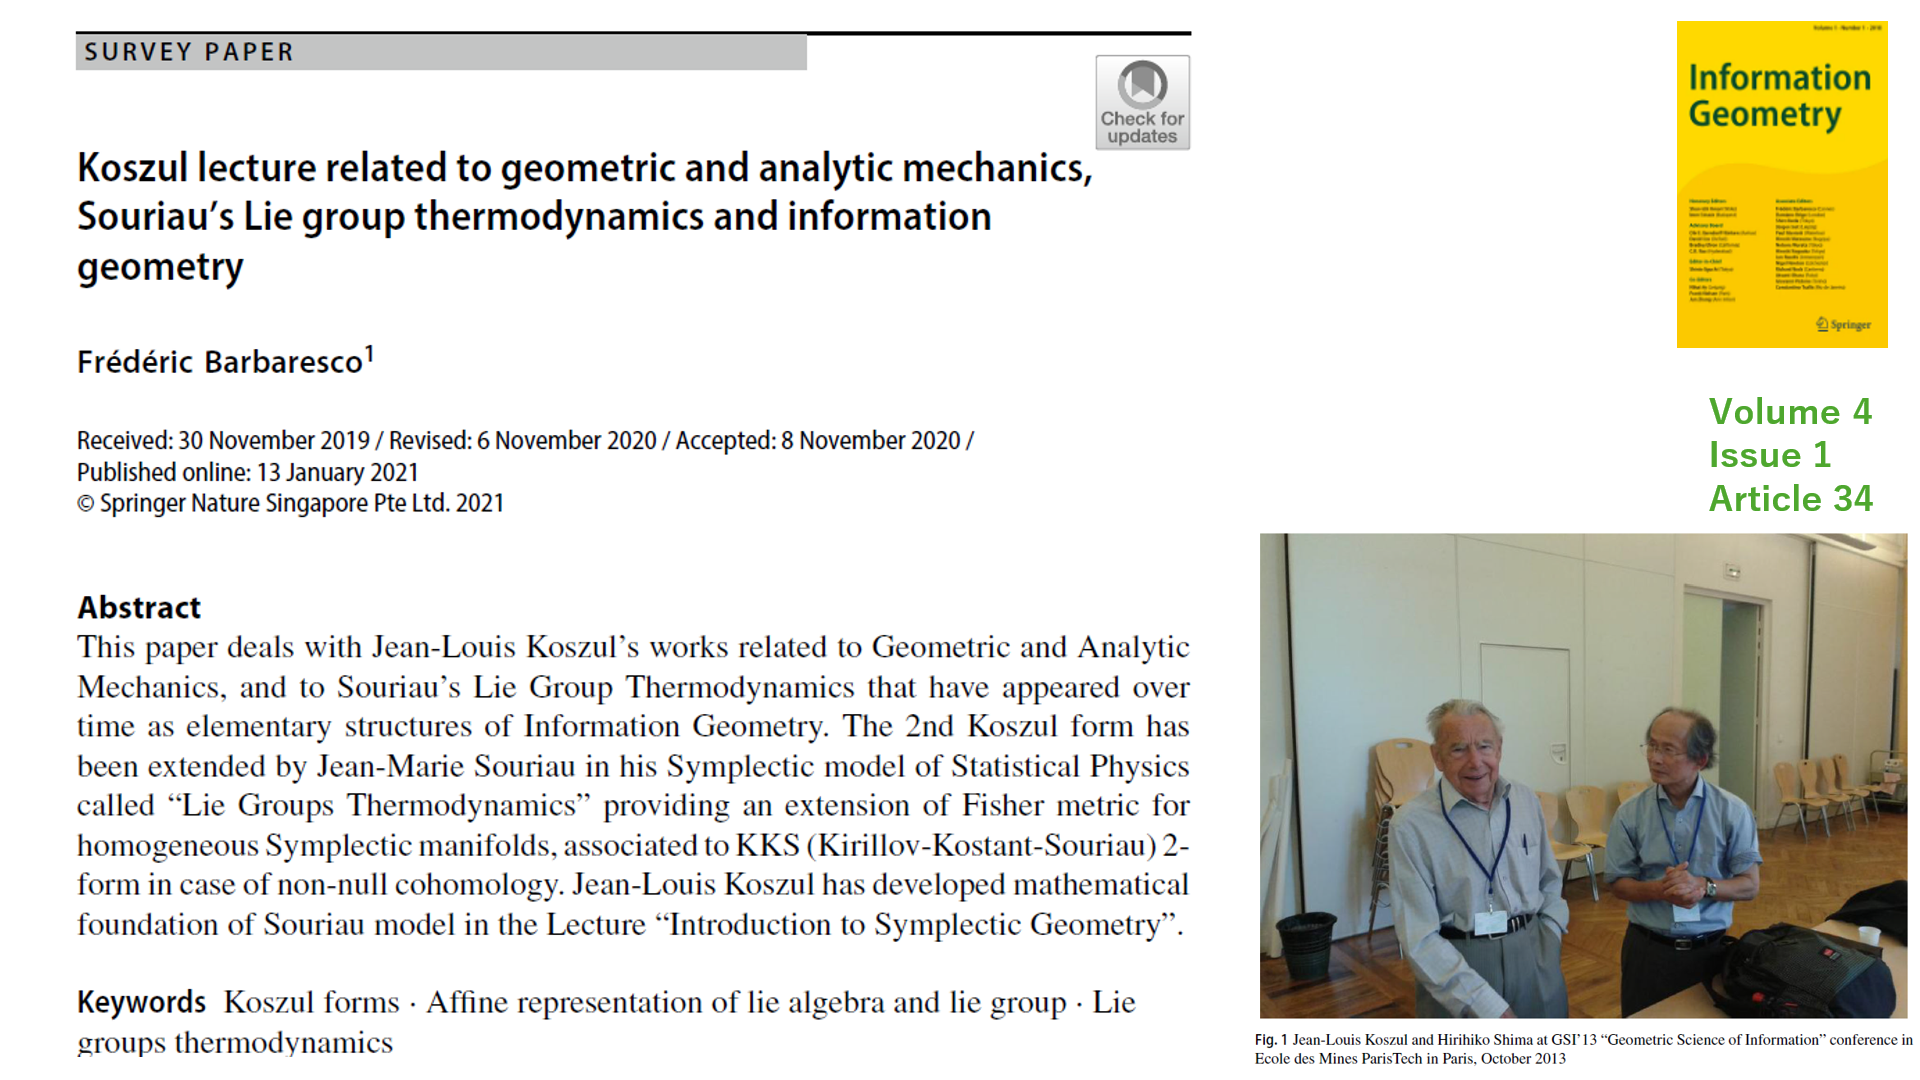 SURVEY PAPER
Check for
updates
Koszul lecture related to geometric and analytic mechanics,
Souriau’s Lie group thermodynamics and information
geometry
Frédéric Barbaresco1
Received: 30 November 2019 / Revised: 6 November 2020 / Accepted: 8 November 2020 /
Published online: 13 January 2021
© Springer Nature Singapore Pte Ltd. 2021
Abstract
This paper deals with Jean-Louis Koszul’s works related to Geometric and Analytic
Mechanics, and to Souriau’s Lie Group Thermodynamics that have appeared over
time as elementary structures of Information Geometry. The 2nd Koszul form has
been extended by Jean-Marie Souriau in his Symplectic model of Statistical Physics
called “Lie Groups Thermodynamics” providing an extension of Fisher metric for
homogeneous Symplectic manifolds, associated to KKS (Kirillov-Kostant-Souriau) 2-
form in case of non-null cohomology. Jean-Louis Koszul has developed mathematical
foundation of Souriau model in the Lecture “Introduction to Symplectic Geometry”.
Keywords Koszul forms · Affine representation of lie algebra and lie group · Lie
groups thermodynamics
Volume 1 · Number 1 · 2018
Information
Geometry
Springer
Volume 4
Issue 1
Article 34
Fig. 1 Jean-Louis Koszul and Hirihiko Shima at GSI’13 “Geometric Science of Information” conference in
Ecole des Mines ParisTech in Paris, October 2013